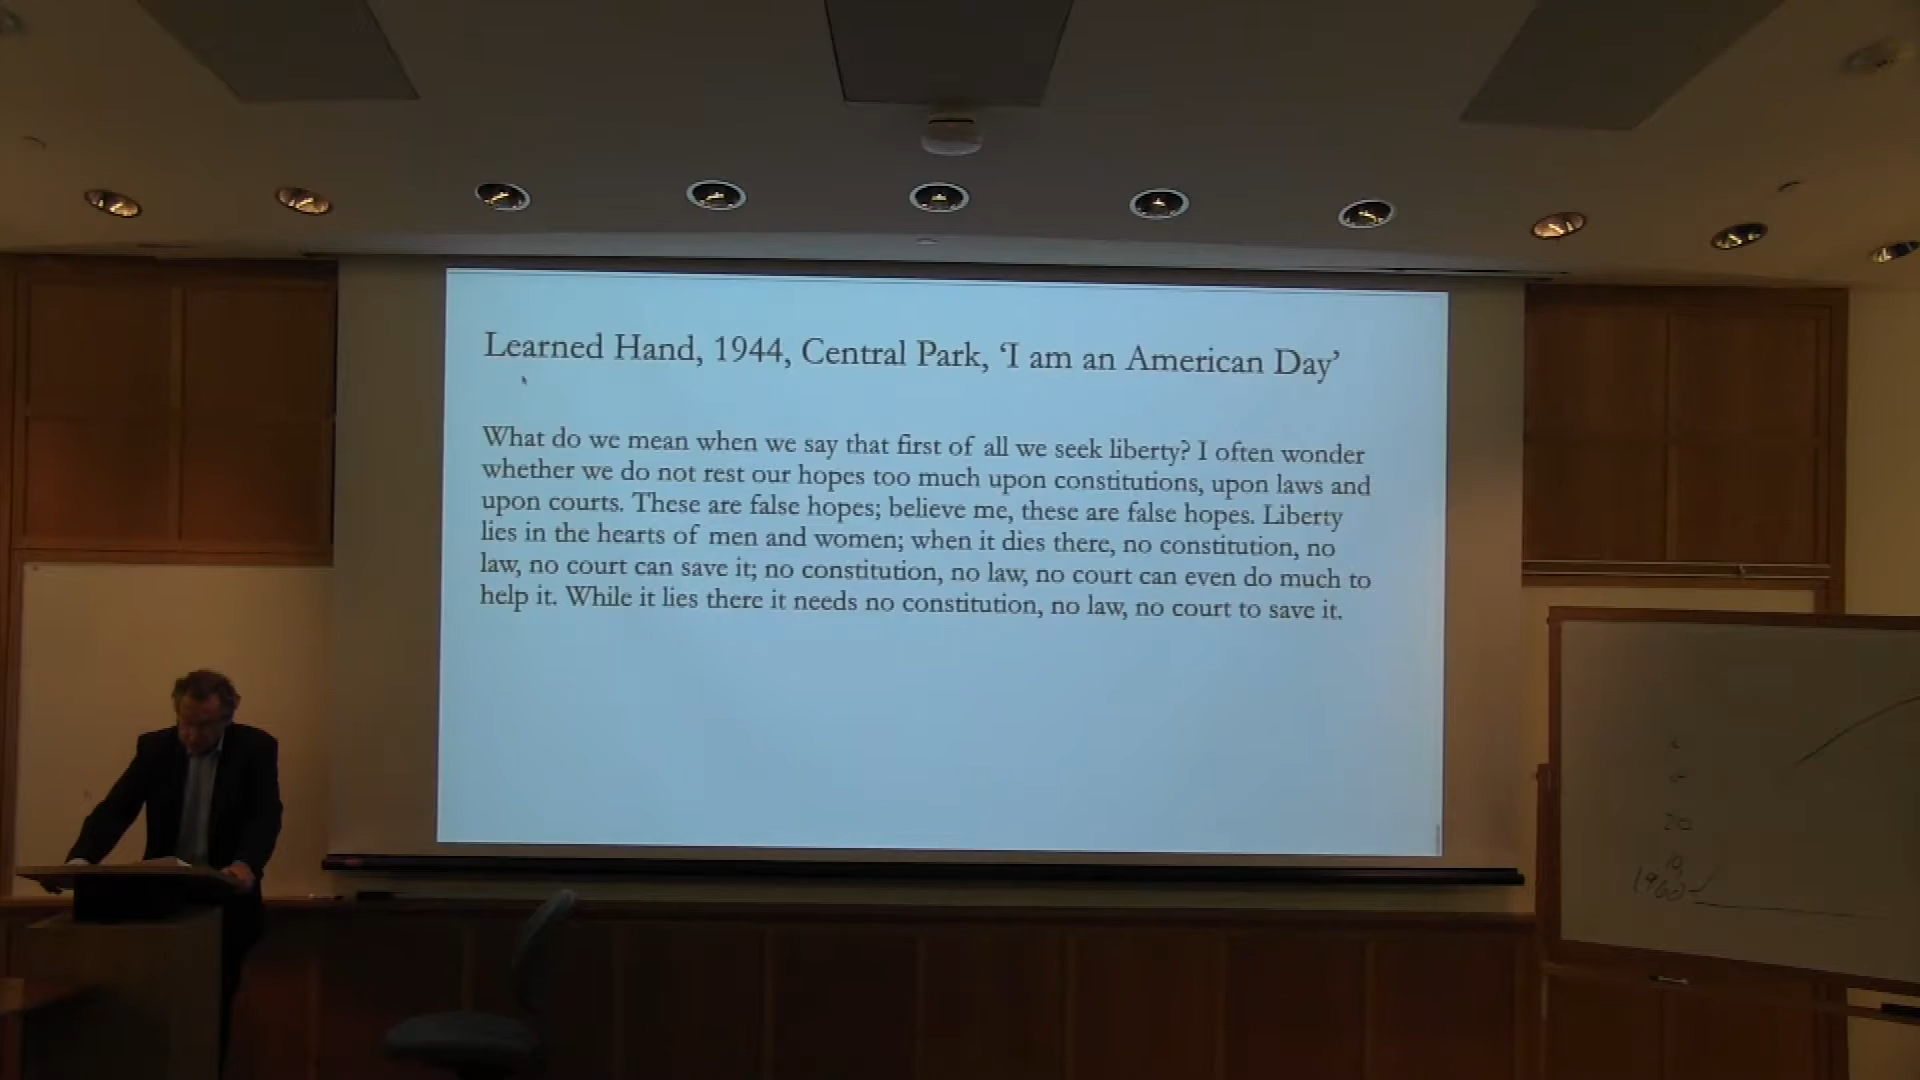 Learned Hand, 1944, Central Park, ‘I am an American Day’
What do we mean when we say that first of all we seek liberty? I often wonder
whether we do not rest our hopes too much upon constitutions, upon laws and
upon courts. These are false hopes; believe me, these are false hopes. Liberty
lies in the hearts of men and women; when it dies there, no constitution, no
law, no court can save it; no constitution, no law, no court can even do much to
help it. While it lies there it needs no constitution, no law, no court to save it.
20
1960